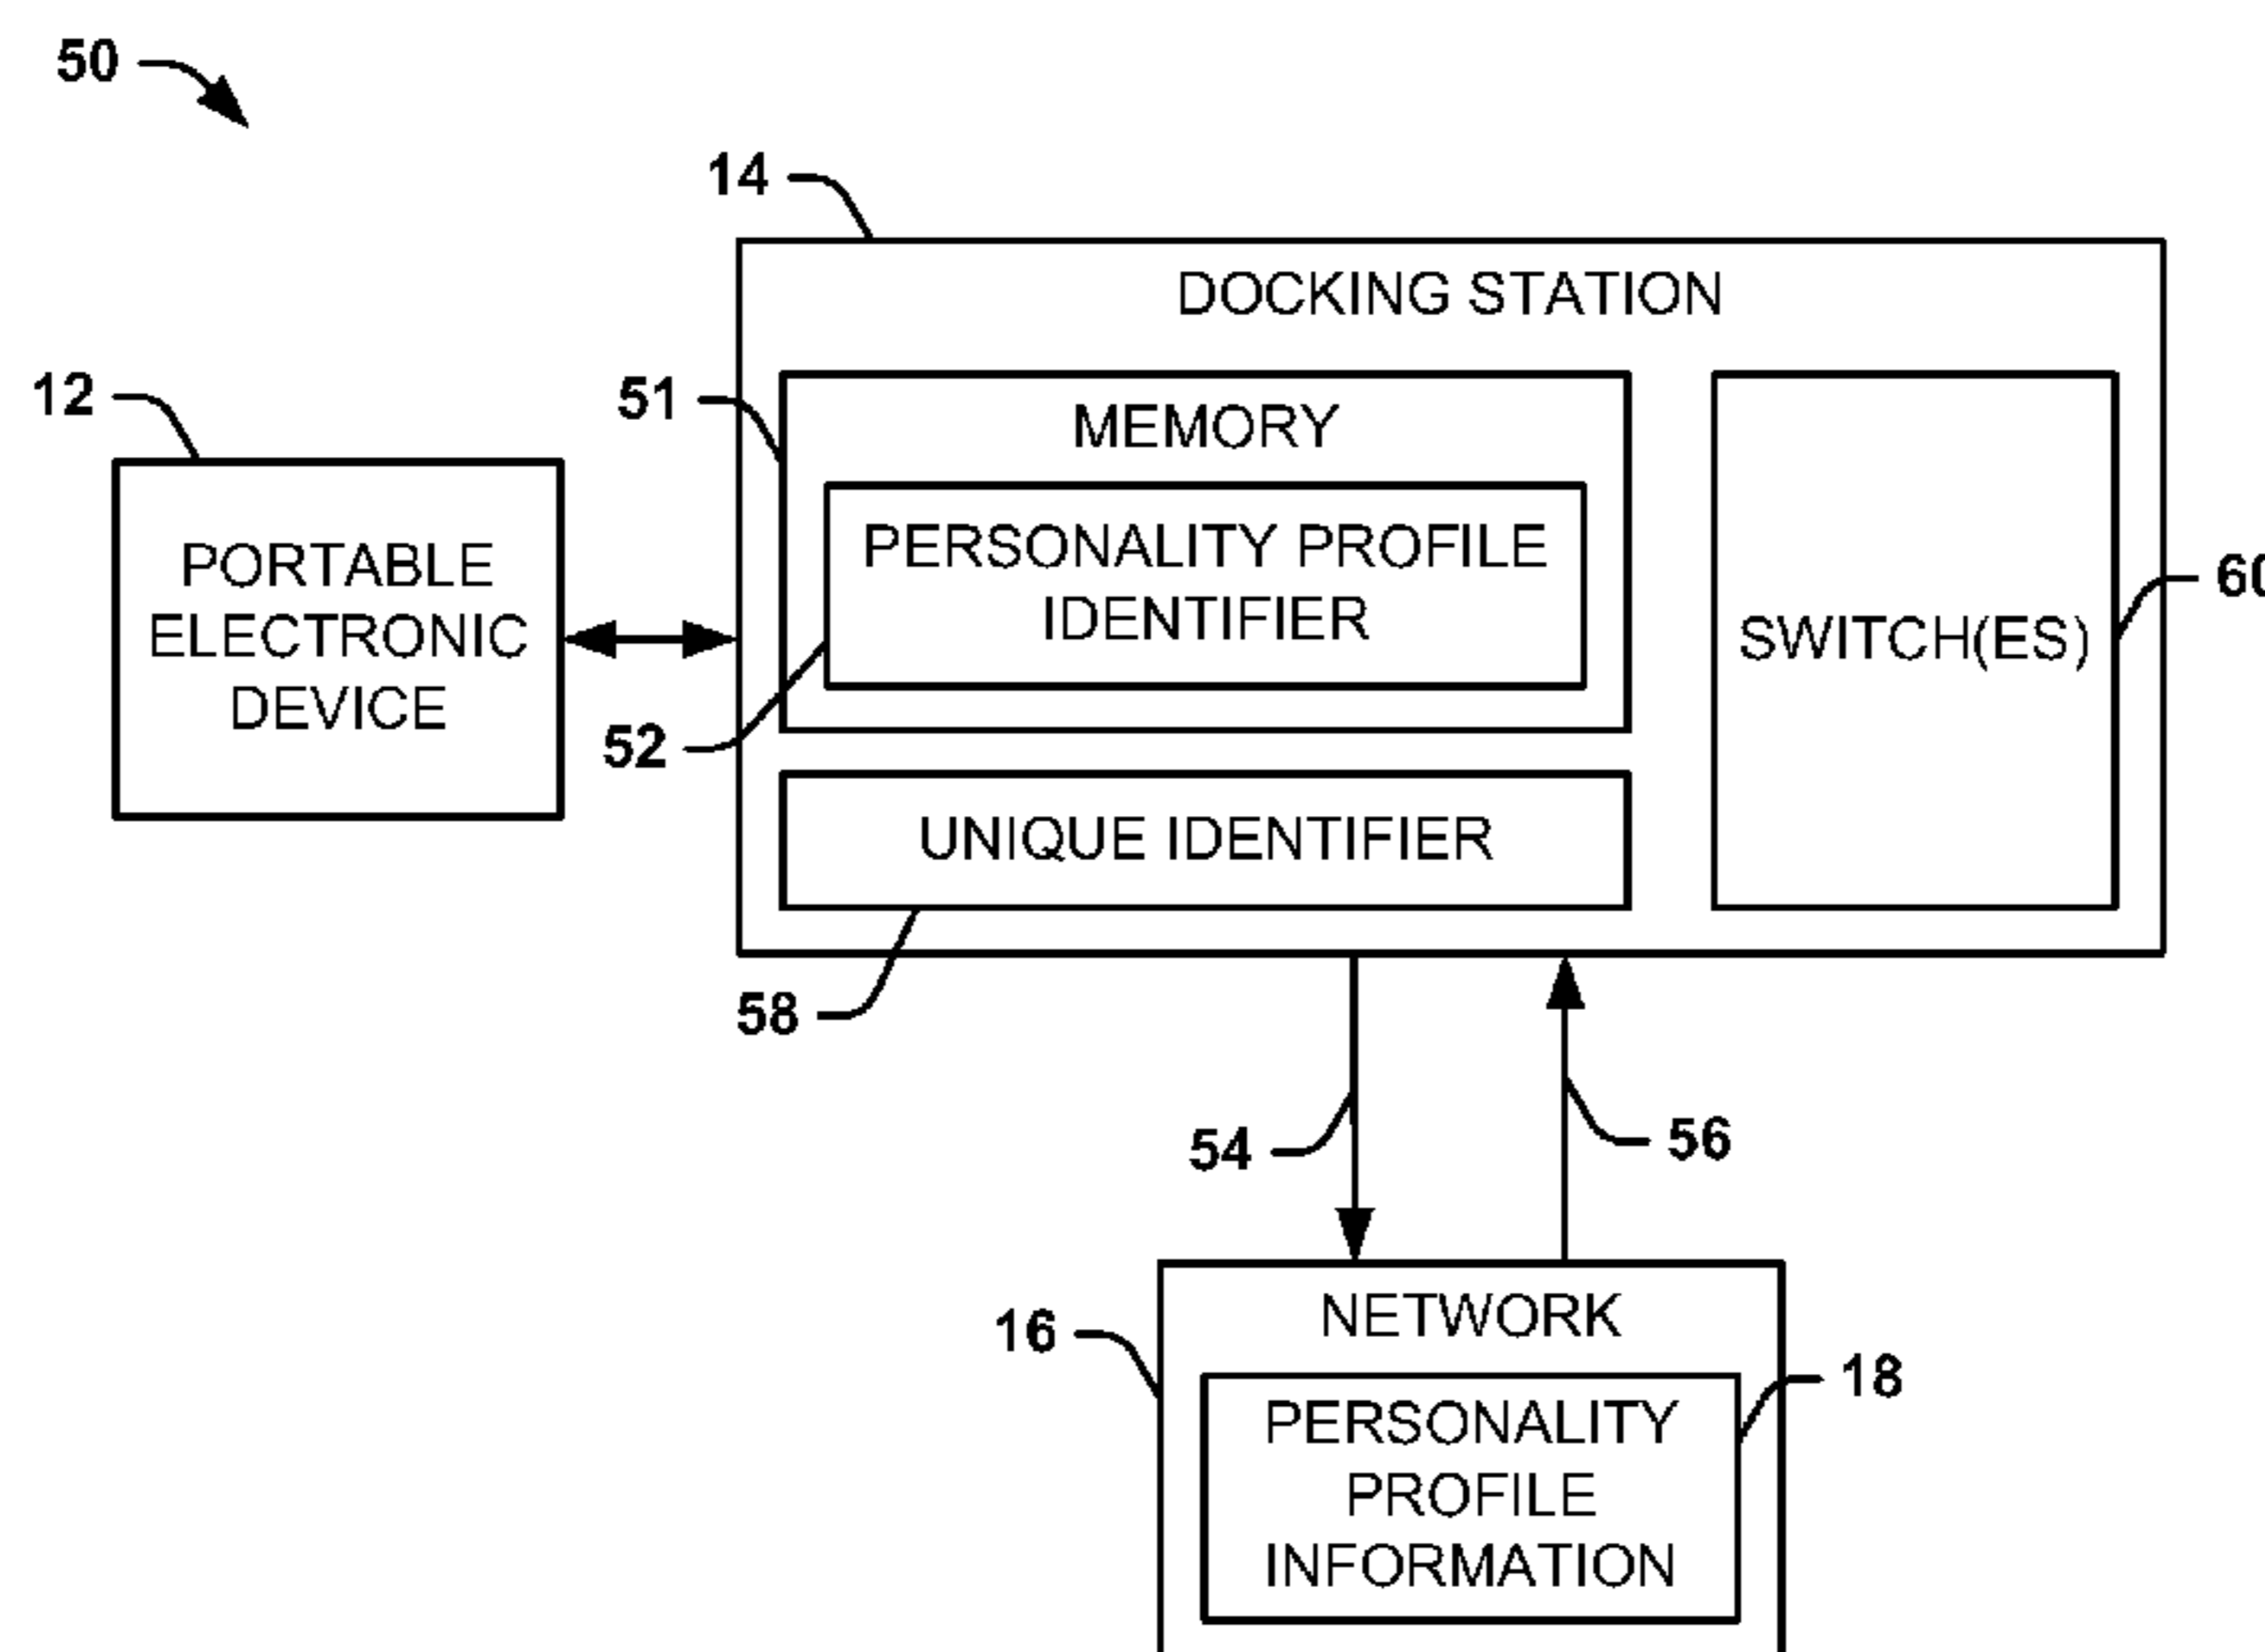 50
14
DOCKING STATION
12
51
MEMORY
PERSONALITY PROFILE
IDENTIFIER
PORTABLE
ELECTRONIC
DEVICE
SWITCH(ES)
60
52
UNIQUE IDENTIFIER
58
54
56
16
NETWORK
18
PERSONALITY
PROFILE
INFORMATION